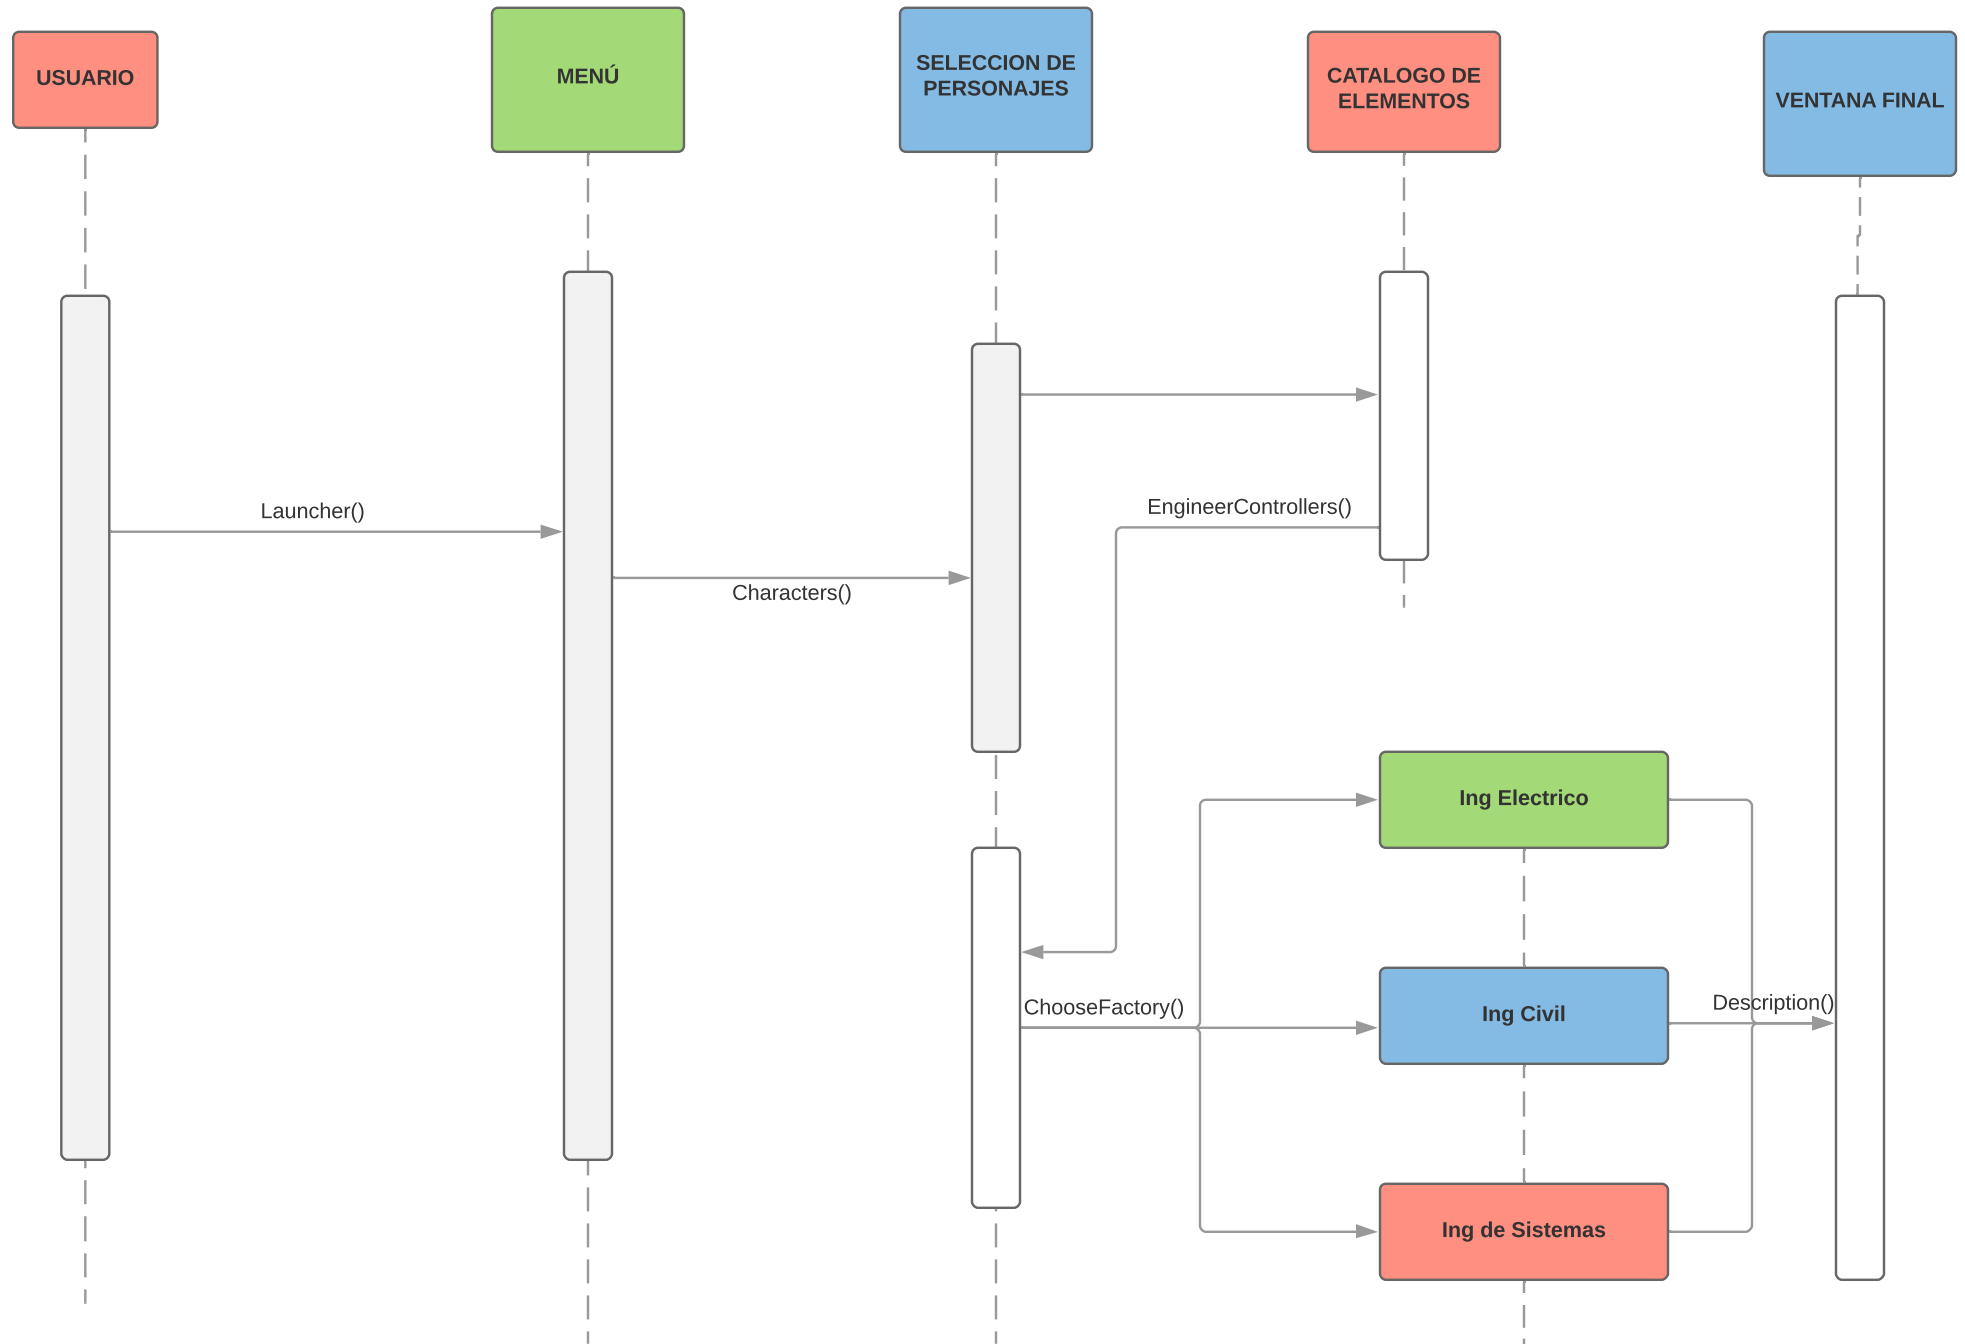 USUARIO
MENÚ
SELECCION DE
PERSONAJES
CATALOGO DE
ELEMENTOS
VENTANA FINAL
Launcher()
EngineerControllers()
Characters()
Ing Electrico
ChooseFactory()
Ing Civil
Description()
Ing de Sistemas